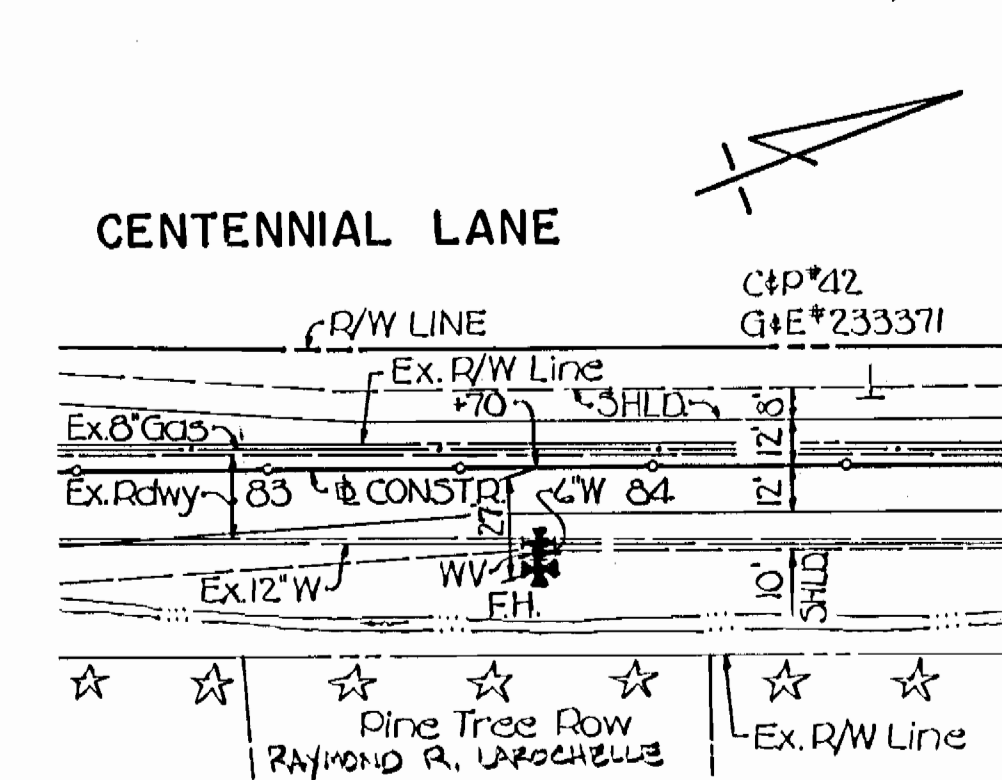 CENTENNIAL LANE
C&P #42
G&E #233371
R/W LINE
Ex. R/W Line
+70
SHLD.
8'
Ex. 8" Gas
12'
Ex. Rdwy
83
℄ CONSTR.
6"W
84
12'
27'
Ex. 12" W
WV
F.H.
10'
SHLD.
Pine Tree Row
RAYMOND R. LAROCHELLE
Ex. R/W Line